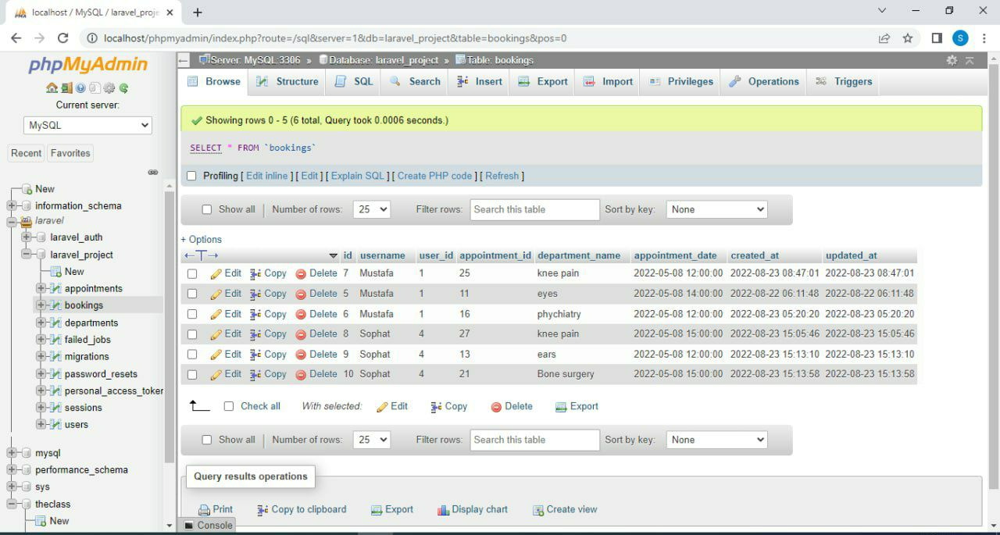 localhost / MySQL / laravel_proje
localhost/phpmyadmin/index.php?route=/sql&server=1&db=laravel_project&table=bookings&pos=0
S
phpMyAdmin
Current server:
MySQL
Recent Favorites
New
information_schema
laravel
laravel_auth
laravel_project
New
appointments
bookings
departments
failed_jobs
migrations
password_resets
personal_access_token
sessions
users
mysql
performance_schema
sys
theclass
New
Server: MySQL:3306 » Database: laravel_project » Table: bookings
Browse Structure SQL Search Insert Export Import Privileges Operations Triggers
Showing rows 0 - 5 (6 total, Query took 0.0006 seconds.)
SELECT * FROM `bookings`
Profiling [ Edit inline ] [ Edit ] [ Explain SQL ] [ Create PHP code ] [ Refresh ]
Show all Number of rows: 25 Filter rows: Search this table Sort by key: None
+ Options
←T→ id username user_id appointment_id department_name appointment_date created_at updated_at
Edit Copy Delete 7 Mustafa 1 25 knee pain 2022-05-08 12:00:00 2022-08-23 08:47:01 2022-08-23 08:47:01
Edit Copy Delete 5 Mustafa 1 11 eyes 2022-05-08 14:00:00 2022-08-22 06:11:48 2022-08-22 06:11:48
Edit Copy Delete 6 Mustafa 1 16 phychiatry 2022-05-08 12:00:00 2022-08-23 05:20:20 2022-08-23 05:20:20
Edit Copy Delete 8 Sophat 4 27 knee pain 2022-05-08 15:00:00 2022-08-23 15:05:46 2022-08-23 15:05:46
Edit Copy Delete 9 Sophat 4 13 ears 2022-05-08 12:00:00 2022-08-23 15:13:10 2022-08-23 15:13:10
Edit Copy Delete 10 Sophat 4 21 Bone surgery 2022-05-08 15:00:00 2022-08-23 15:13:58 2022-08-23 15:13:58
Check all With selected: Edit Copy Delete Export
Show all Number of rows: 25 Filter rows: Search this table Sort by key: None
Query results operations
Print Copy to clipboard Export Display chart Create view
Console